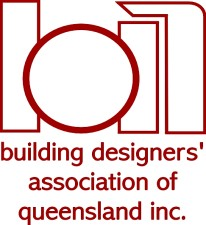 building designers'
association of
queensland inc.